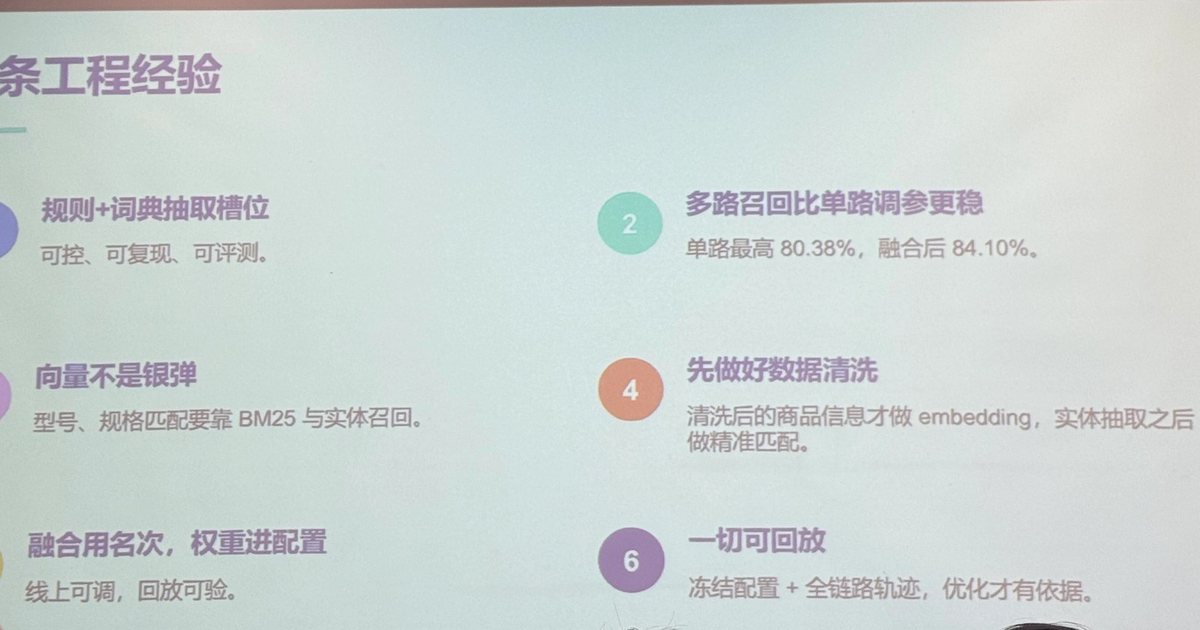 条工程经验
规则+词典抽取槽位
可控、可复现、可评测。
2
多路召回比单路调参更稳
单路最高 80.38%，融合后 84.10%。
向量不是银弹
型号、规格匹配要靠 BM25 与实体召回。
4
先做好数据清洗
清洗后的商品信息才做 embedding，实体抽取之后
做精准匹配。
融合用名次，权重进配置
线上可调，回放可验。
6
一切可回放
冻结配置 + 全链路轨迹，优化才有依据。